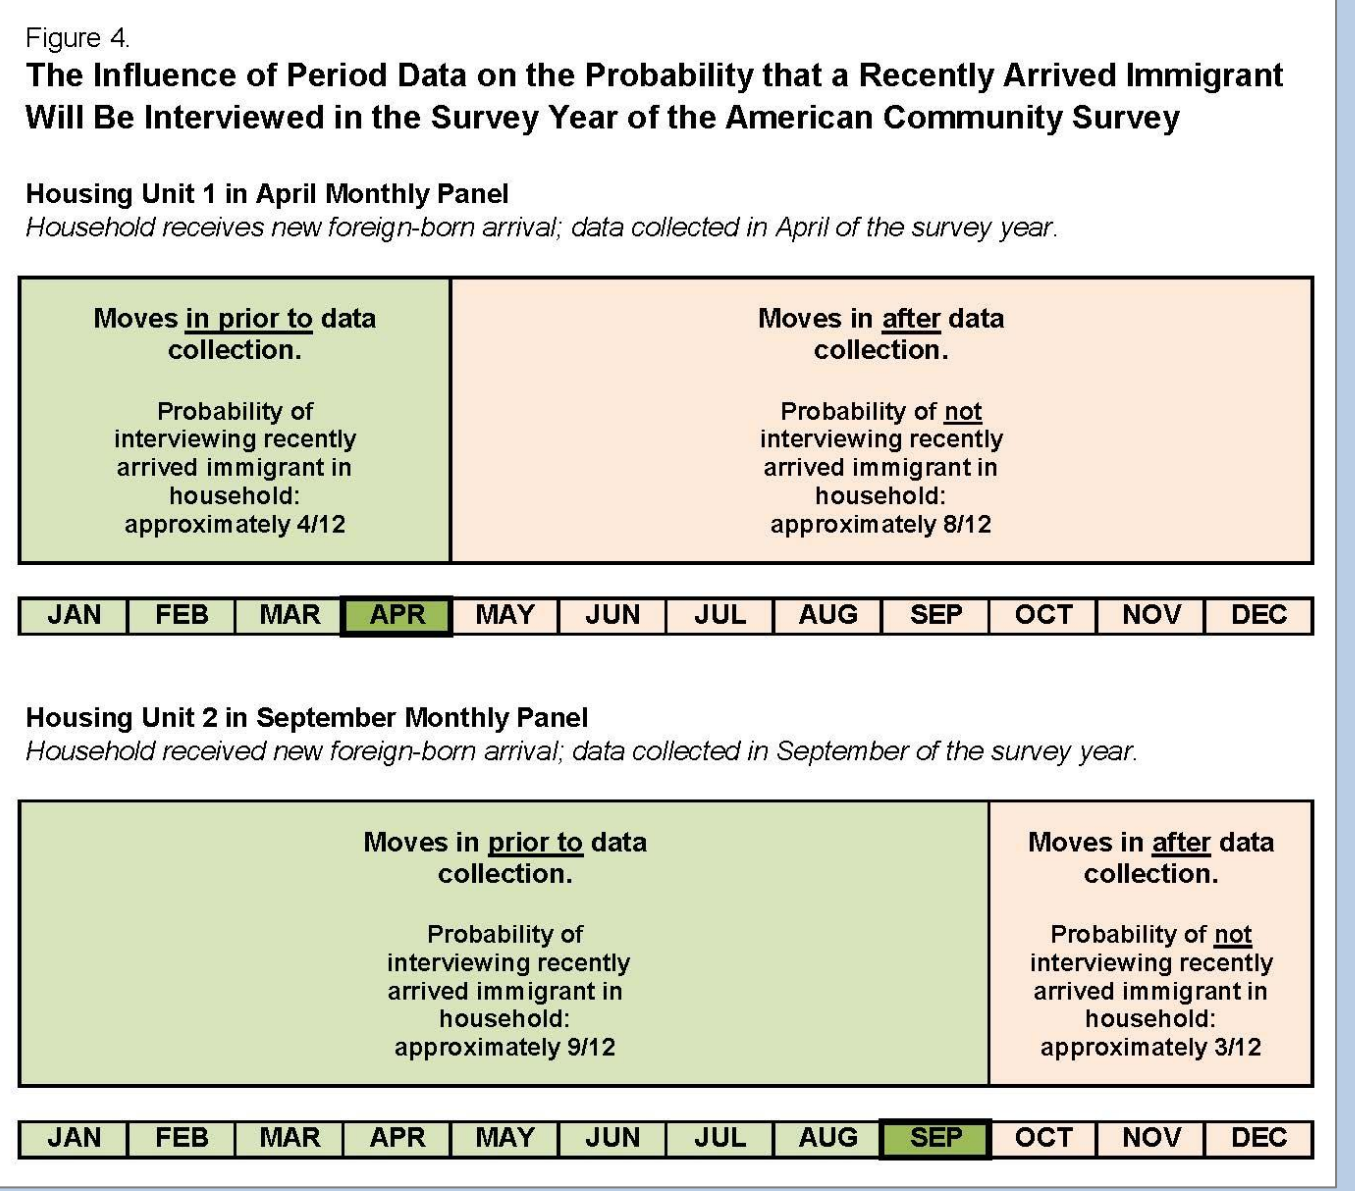 Figure 4.
The Influence of Period Data on the Probability that a Recently Arrived Immigrant
Will Be Interviewed in the Survey Year of the American Community Survey
Housing Unit 1 in April Monthly Panel
Household receives new foreign-born arrival; data collected in April of the survey year.
Moves in prior to data
collection.
Probability of
interviewing recently
arrived immigrant in
household:
approximately 4/12
Moves in after data
collection.
Probability of not
interviewing recently
arrived immigrant in
household:
approximately 8/12
JAN FEB MAR APR MAY JUN JUL AUG SEP OCT NOV DEC
Housing Unit 2 in September Monthly Panel
Household received new foreign-born arrival; data collected in September of the survey year.
Moves in prior to data
collection.
Probability of
interviewing recently
arrived immigrant in
household:
approximately 9/12
Moves in after data
collection.
Probability of not
interviewing recently
arrived immigrant in
household:
approximately 3/12
JAN FEB MAR APR MAY JUN JUL AUG SEP OCT NOV DEC